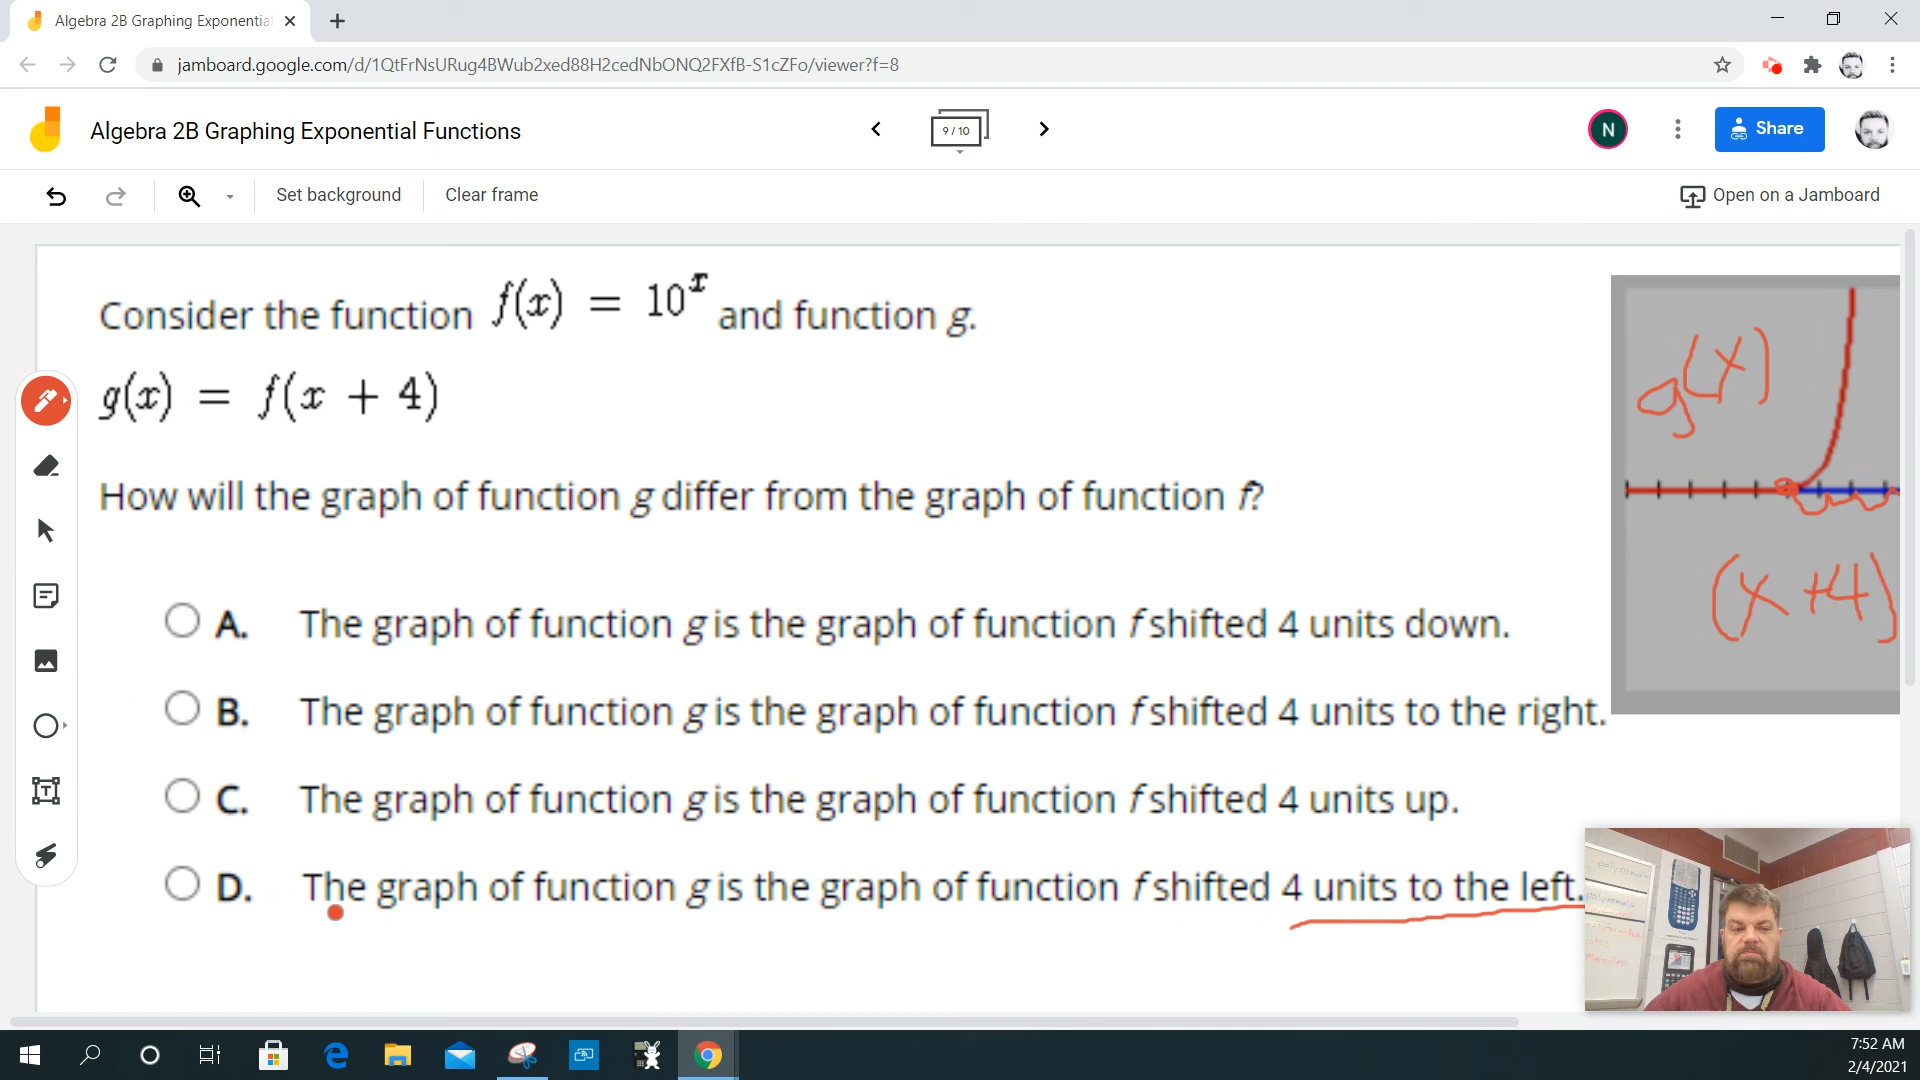 Algebra 2B Graphing Exponentia
jamboard.google.com/d/1QtFrNsURug4BWub2xed88H2cedNbONQ2FXfB-S1cZFo/viewer?f=8
Algebra 2B Graphing Exponential Functions
9 / 10
N
Share
Set background
Clear frame
Open on a Jamboard
Consider the function f(x) = 10^x and function g.
g(x) = f(x + 4)
How will the graph of function g differ from the graph of function f?
A. The graph of function g is the graph of function f shifted 4 units down.
B. The graph of function g is the graph of function f shifted 4 units to the right.
C. The graph of function g is the graph of function f shifted 4 units up.
D. The graph of function g is the graph of function f shifted 4 units to the left.
g(x)
(x+4)
7:52 AM
2/4/2021